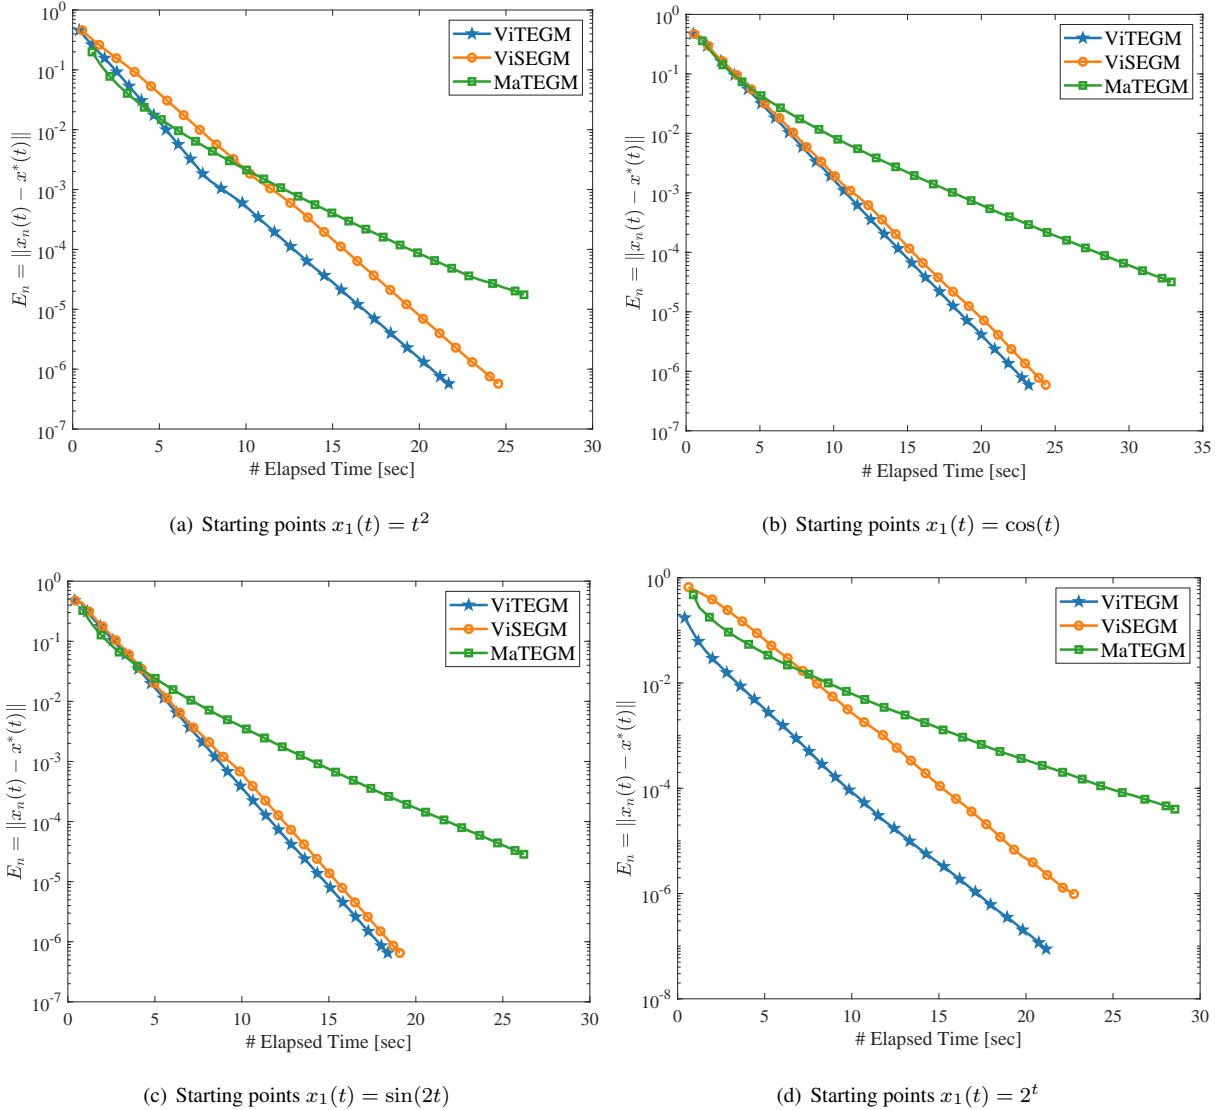 10^0
10^-1
10^-2
10^-3
10^-4
10^-5
10^-6
10^-7
E_n = ||x_n(t) − x^*(t)||
0 5 10 15 20 25 30
# Elapsed Time [sec]
ViTEGM
ViSEGM
MaTEGM
(a) Starting points x_1(t) = t^2
10^0
10^-1
10^-2
10^-3
10^-4
10^-5
10^-6
10^-7
E_n = ||x_n(t) − x^*(t)||
0 5 10 15 20 25 30 35
# Elapsed Time [sec]
ViTEGM
ViSEGM
MaTEGM
(b) Starting points x_1(t) = cos(t)
10^0
10^-1
10^-2
10^-3
10^-4
10^-5
10^-6
10^-7
E_n = ||x_n(t) − x^*(t)||
0 5 10 15 20 25 30
# Elapsed Time [sec]
ViTEGM
ViSEGM
MaTEGM
(c) Starting points x_1(t) = sin(2t)
10^0
10^-2
10^-4
10^-6
10^-8
E_n = ||x_n(t) − x^*(t)||
0 5 10 15 20 25 30
# Elapsed Time [sec]
ViTEGM
ViSEGM
MaTEGM
(d) Starting points x_1(t) = 2^t